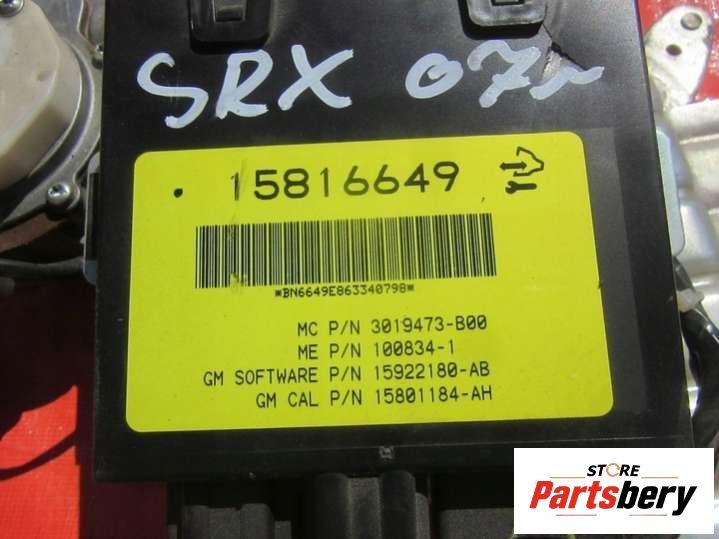 SRX 07г
15816649
*BN6649E863340798*
MC P/N 3019473-B00
ME P/N 100834-1
GM SOFTWARE P/N 15922180-AB
GM CAL P/N 15801184-AH
STORE
Partsbery